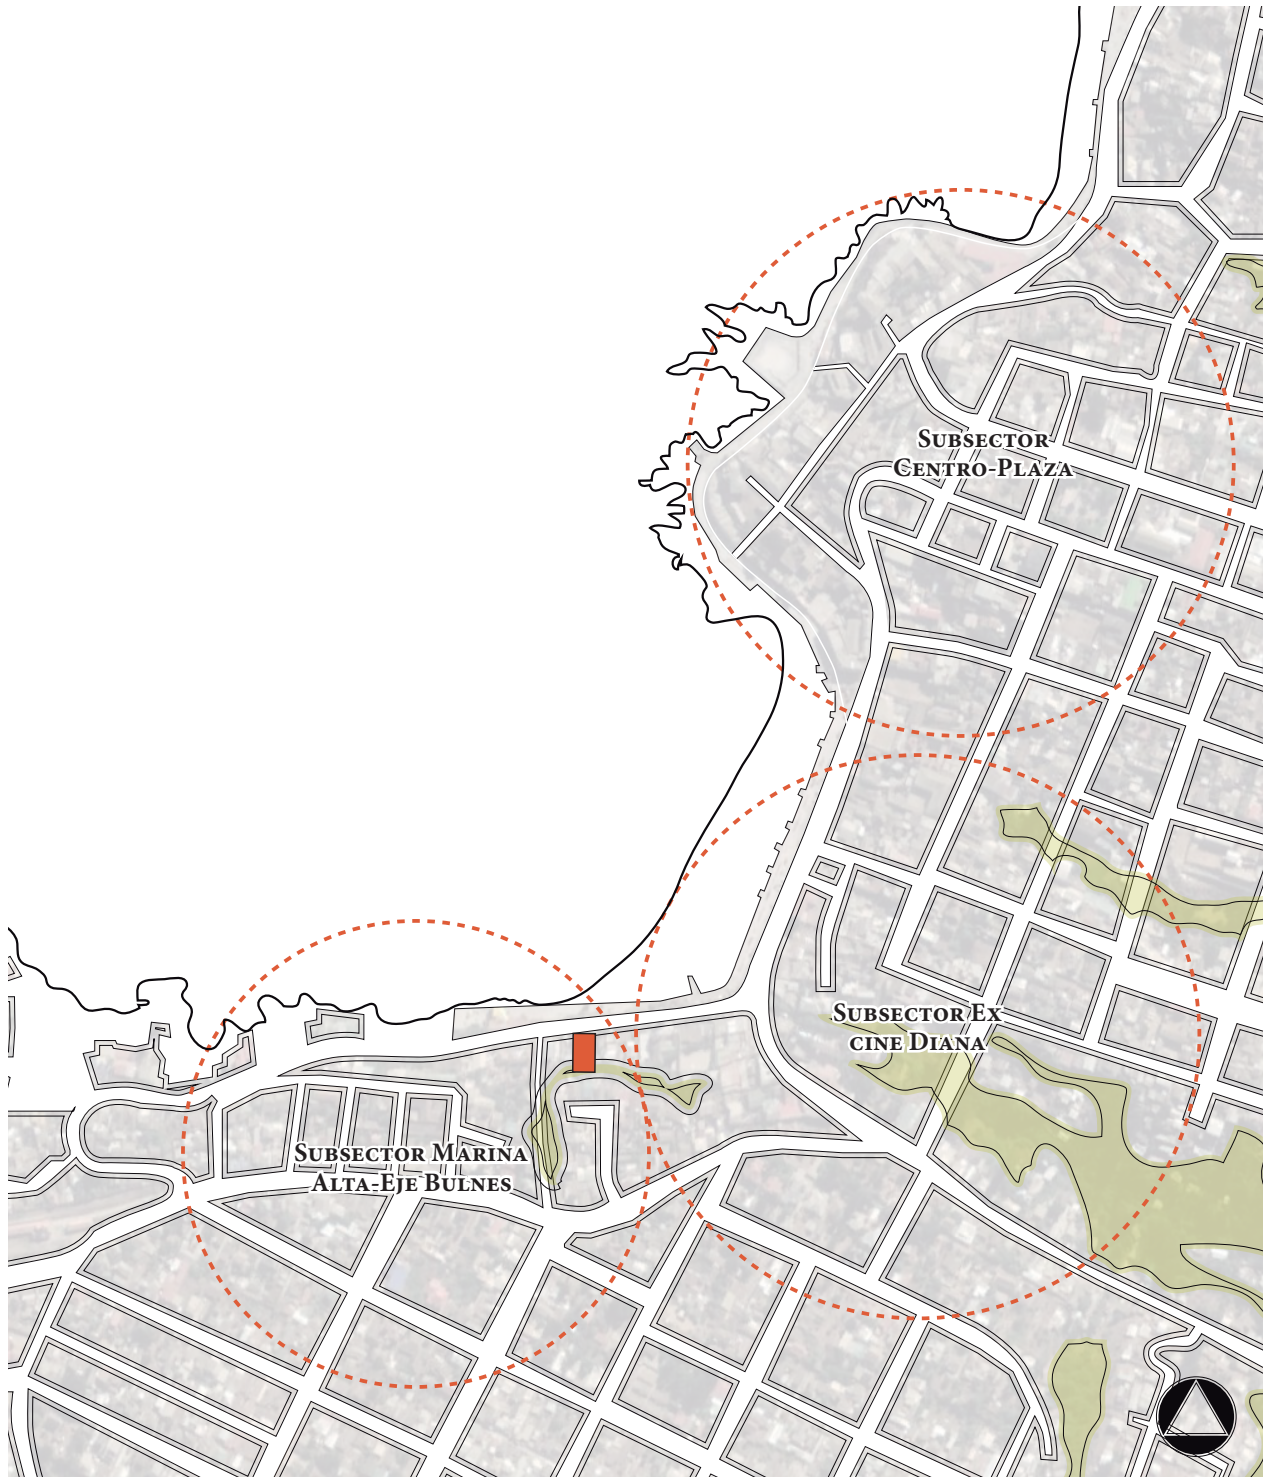 Subsector
Centro-Plaza
Subsector Ex
cine Diana
Subsector Marina
Alta-Eje Bulnes